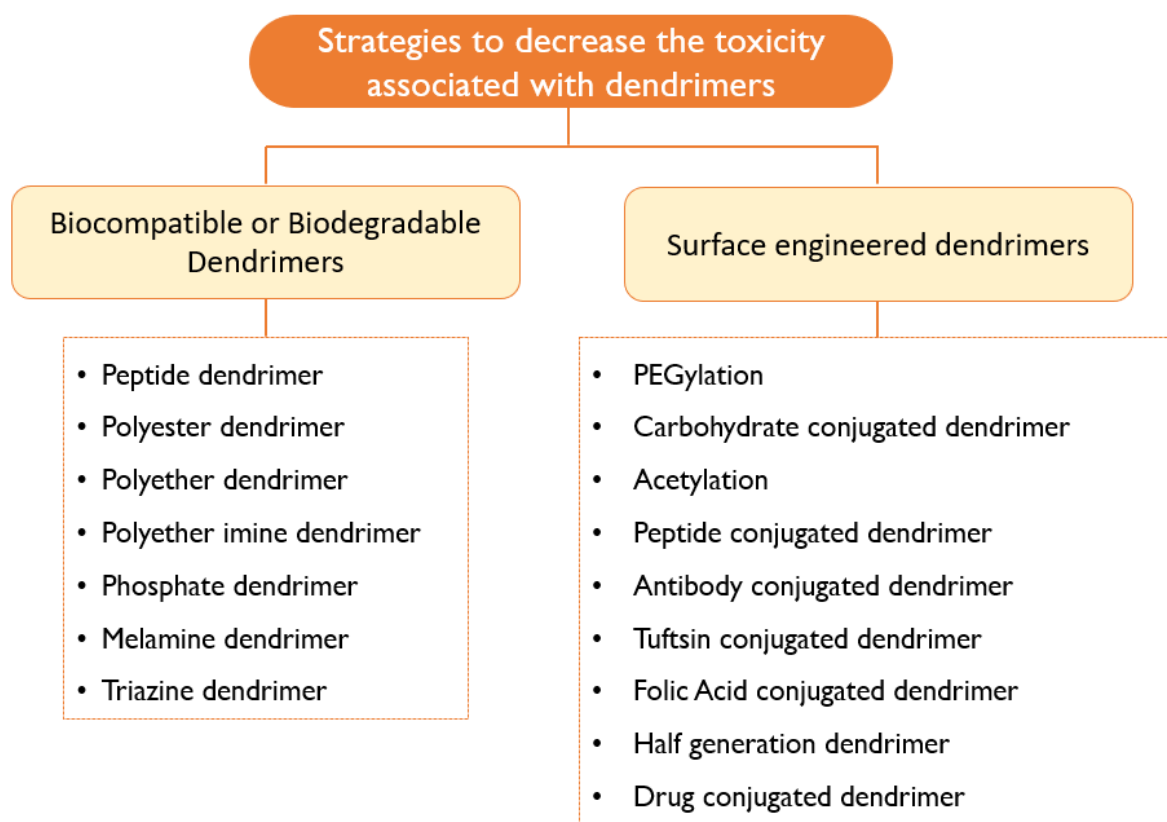 Strategies to decrease the toxicity
associated with dendrimers
Biocompatible or Biodegradable
Dendrimers
• Peptide dendrimer
• Polyester dendrimer
• Polyether dendrimer
• Polyether imine dendrimer
• Phosphate dendrimer
• Melamine dendrimer
• Triazine dendrimer
Surface engineered dendrimers
• PEGylation
• Carbohydrate conjugated dendrimer
• Acetylation
• Peptide conjugated dendrimer
• Antibody conjugated dendrimer
• Tuftsin conjugated dendrimer
• Folic Acid conjugated dendrimer
• Half generation dendrimer
• Drug conjugated dendrimer